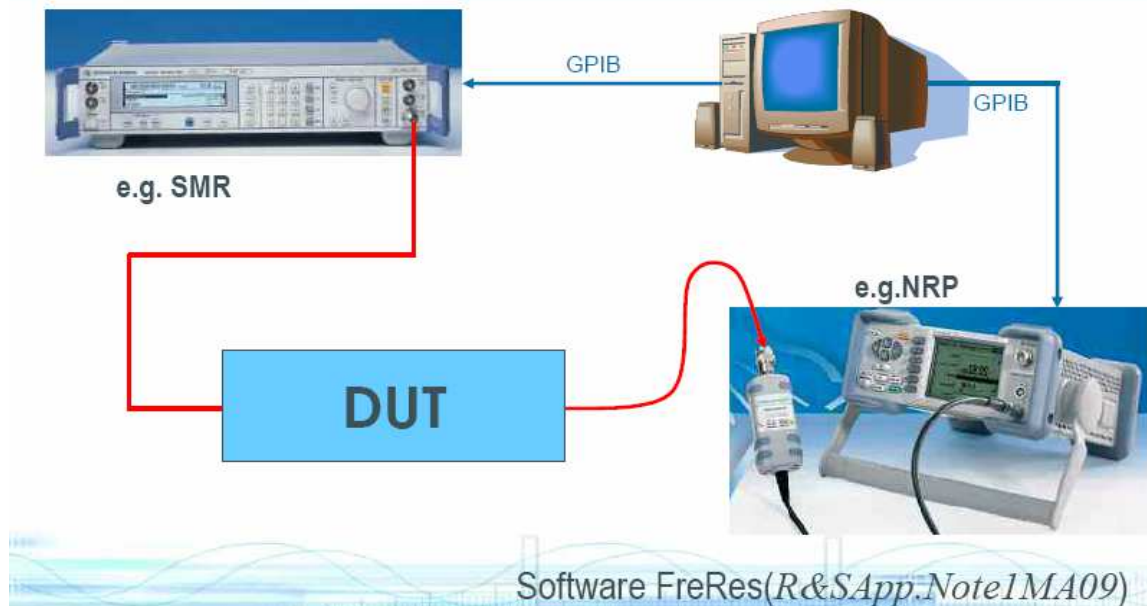 GPIB
GPIB
e.g. SMR
e.g.NRP
DUT
Software FreRes(R&SApp.Note1MA09)